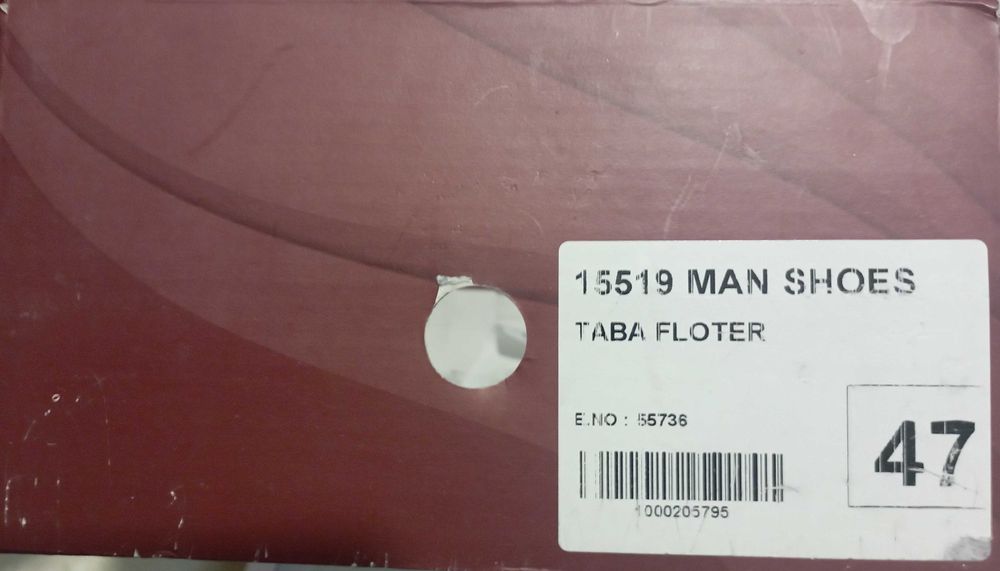 15519 MAN SHOES
TABA FLOTER
E.NO : 55736
47
1000205795